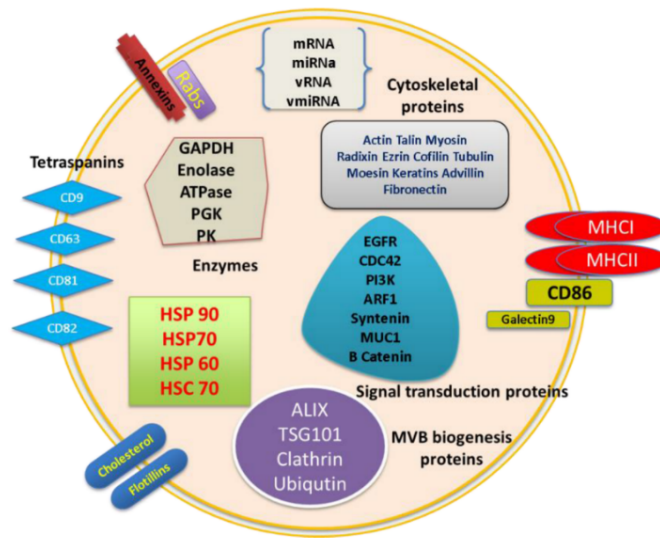 mRNA
miRNa
vRNA
vmiRNA
Annexins
Rabs
Cytoskeletal
proteins
Actin Talin Myosin
Radixin Ezrin Cofilin Tubulin
Moesin Keratins Advillin
Fibronectin
Tetraspanins
CD9
CD63
CD81
CD82
GAPDH
Enolase
ATPase
PGK
PK
Enzymes
EGFR
CDC42
PI3K
ARF1
Syntenin
MUC1
B Catenin
Signal transduction proteins
MHCI
MHCII
CD86
Galectin9
HSP 90
HSP70
HSP 60
HSC 70
ALIX
TSG101
Clathrin
Ubiqutin
MVB biogenesis
proteins
Cholesterol
Flotillins